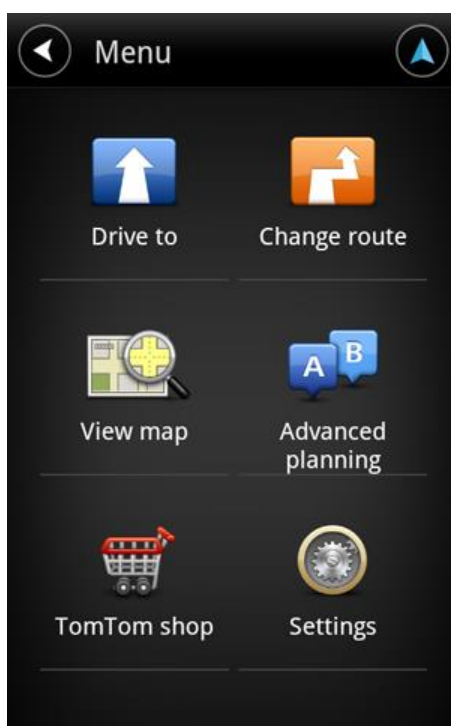 Menu
Drive to
Change route
View map
A
B
Advanced
planning
TomTom shop
Settings